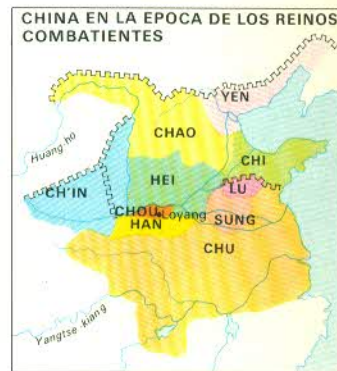 CHINA EN LA EPOCA DE LOS REINOS
COMBATIENTES
YEN
CHAO
Huang-ho
CHI
HEI
LU
CH'IN
CHOU
Loyang
SUNG
HAN
CHU
Yangtse-kiang